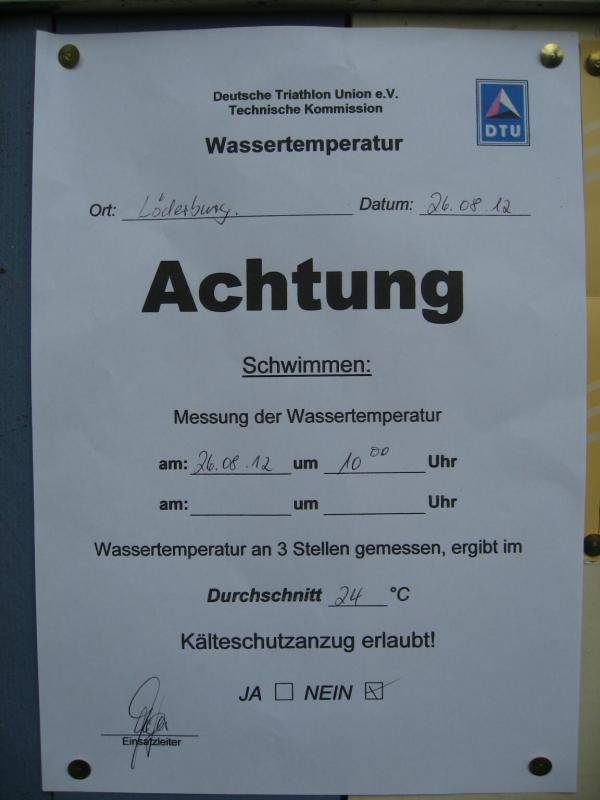 Deutsche Triathlon Union e.V.
Technische Kommission
DTU
Wassertemperatur
Ort: Löderburg. Datum: 26.08.12
Achtung
Schwimmen:
Messung der Wassertemperatur
am: 26.08.12 um 10⁰⁰ Uhr
am: um Uhr
Wassertemperatur an 3 Stellen gemessen, ergibt im
Durchschnitt 24 °C
Kälteschutzanzug erlaubt!
JA ☐ NEIN ☒
Einsatzleiter